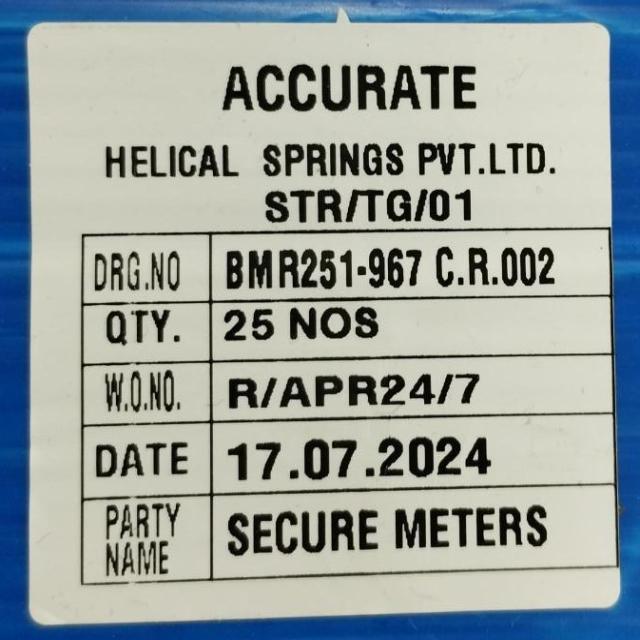 ACCURATE
HELICAL SPRINGS PVT.LTD.
STR/TG/01
DRG.NO BMR251-967 C.R.002
QTY. 25 NOS
W.O.NO. R/APR24/7
DATE 17.07.2024
PARTY NAME SECURE METERS